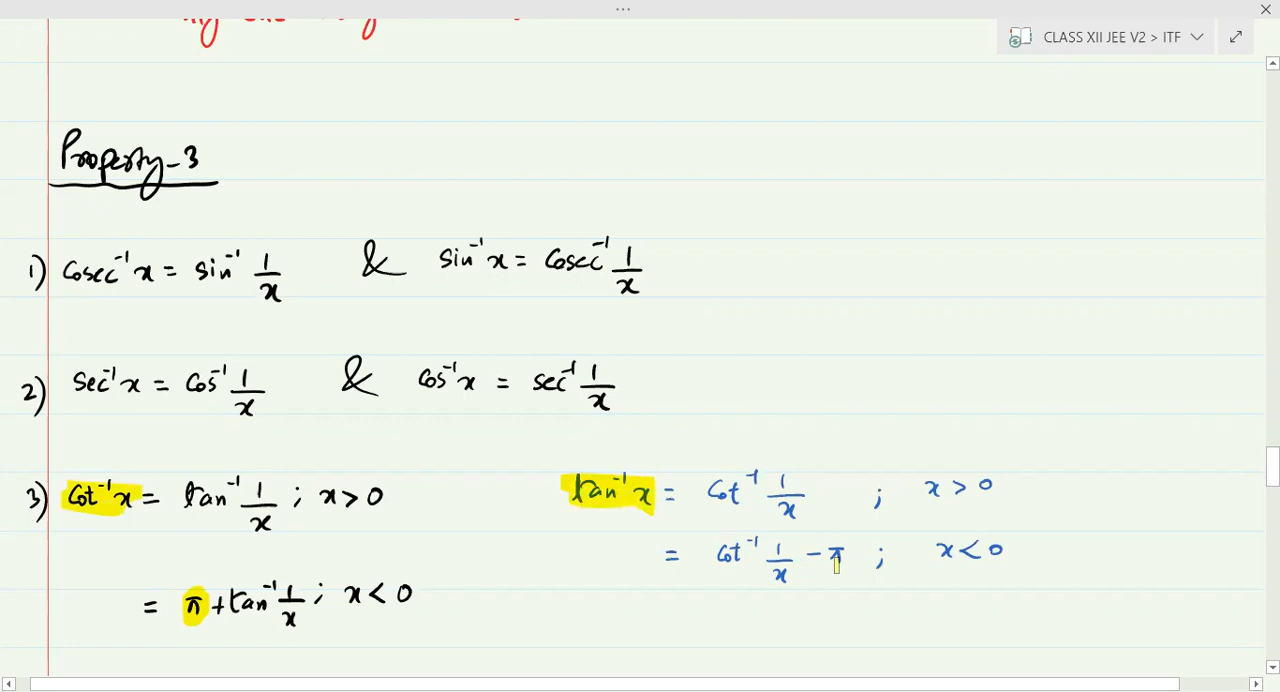 CLASS XII JEE V2 > ITF
Property-3
1) Cosec⁻¹x = sin⁻¹ 1/x & sin⁻¹x = Cosec⁻¹ 1/x
2) Sec⁻¹x = Cos⁻¹ 1/x & Cos⁻¹x = sec⁻¹ 1/x
3) Cot⁻¹x = tan⁻¹ 1/x ; x > 0 tan⁻¹x = Cot⁻¹ 1/x ; x > 0
= Cot⁻¹ 1/x - π ; x < 0
= π + tan⁻¹ 1/x ; x < 0